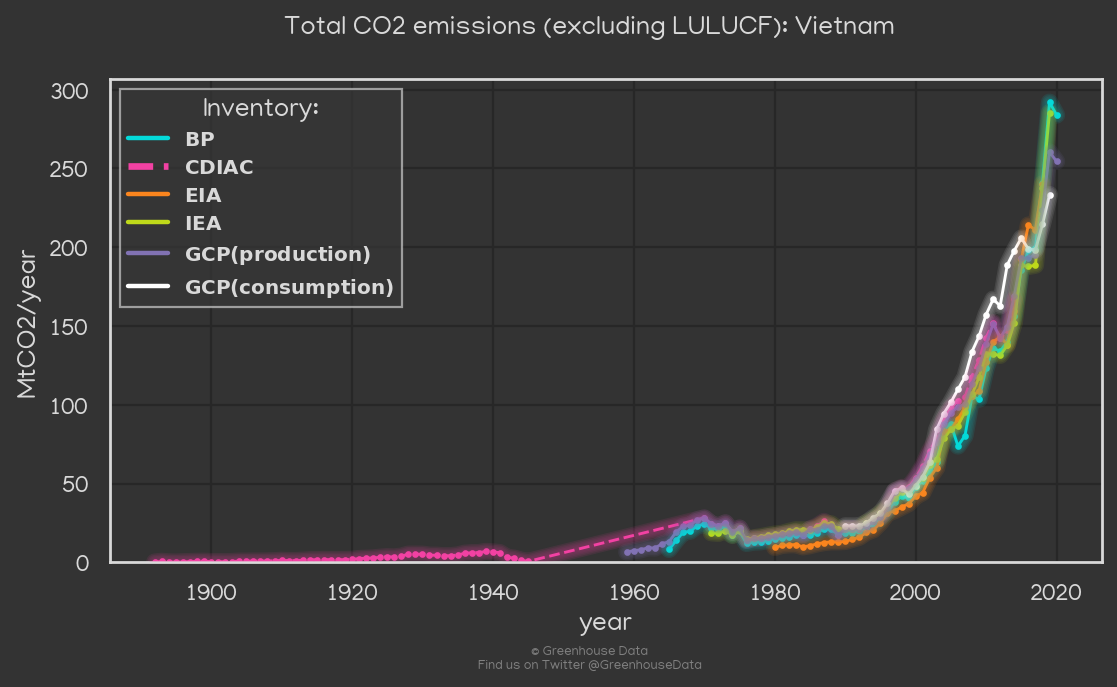 Total CO2 emissions (excluding LULUCF): Vietnam
300
250
200
150
100
50
0
MtCO2/year
Inventory:
BP
CDIAC
EIA
IEA
GCP(production)
GCP(consumption)
1900 1920 1940 1960 1980 2000 2020
year
© Greenhouse Data
Find us on Twitter @GreenhouseData